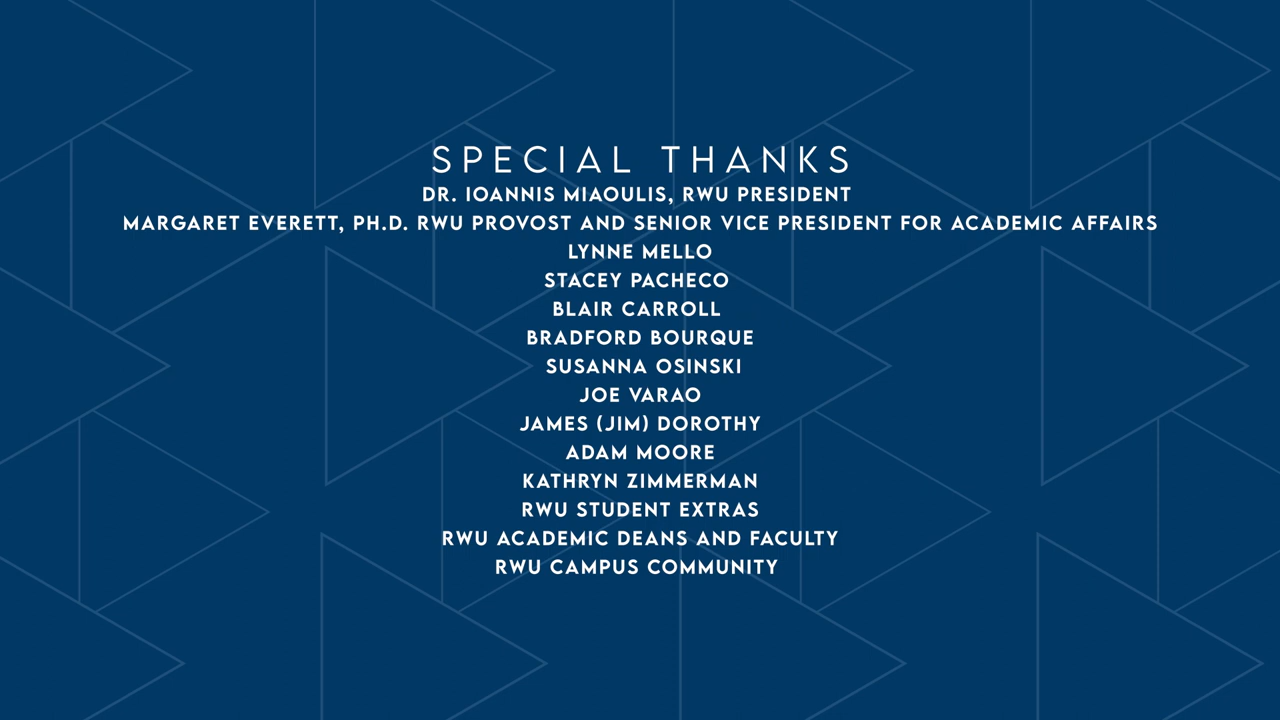 SPECIAL THANKS
DR. IOANNIS MIAOULIS, RWU PRESIDENT
MARGARET EVERETT, PH.D. RWU PROVOST AND SENIOR VICE PRESIDENT FOR ACADEMIC AFFAIRS
LYNNE MELLO
STACEY PACHECO
BLAIR CARROLL
BRADFORD BOURQUE
SUSANNA OSINSKI
JOE VARAO
JAMES (JIM) DOROTHY
ADAM MOORE
KATHRYN ZIMMERMAN
RWU STUDENT EXTRAS
RWU ACADEMIC DEANS AND FACULTY
RWU CAMPUS COMMUNITY